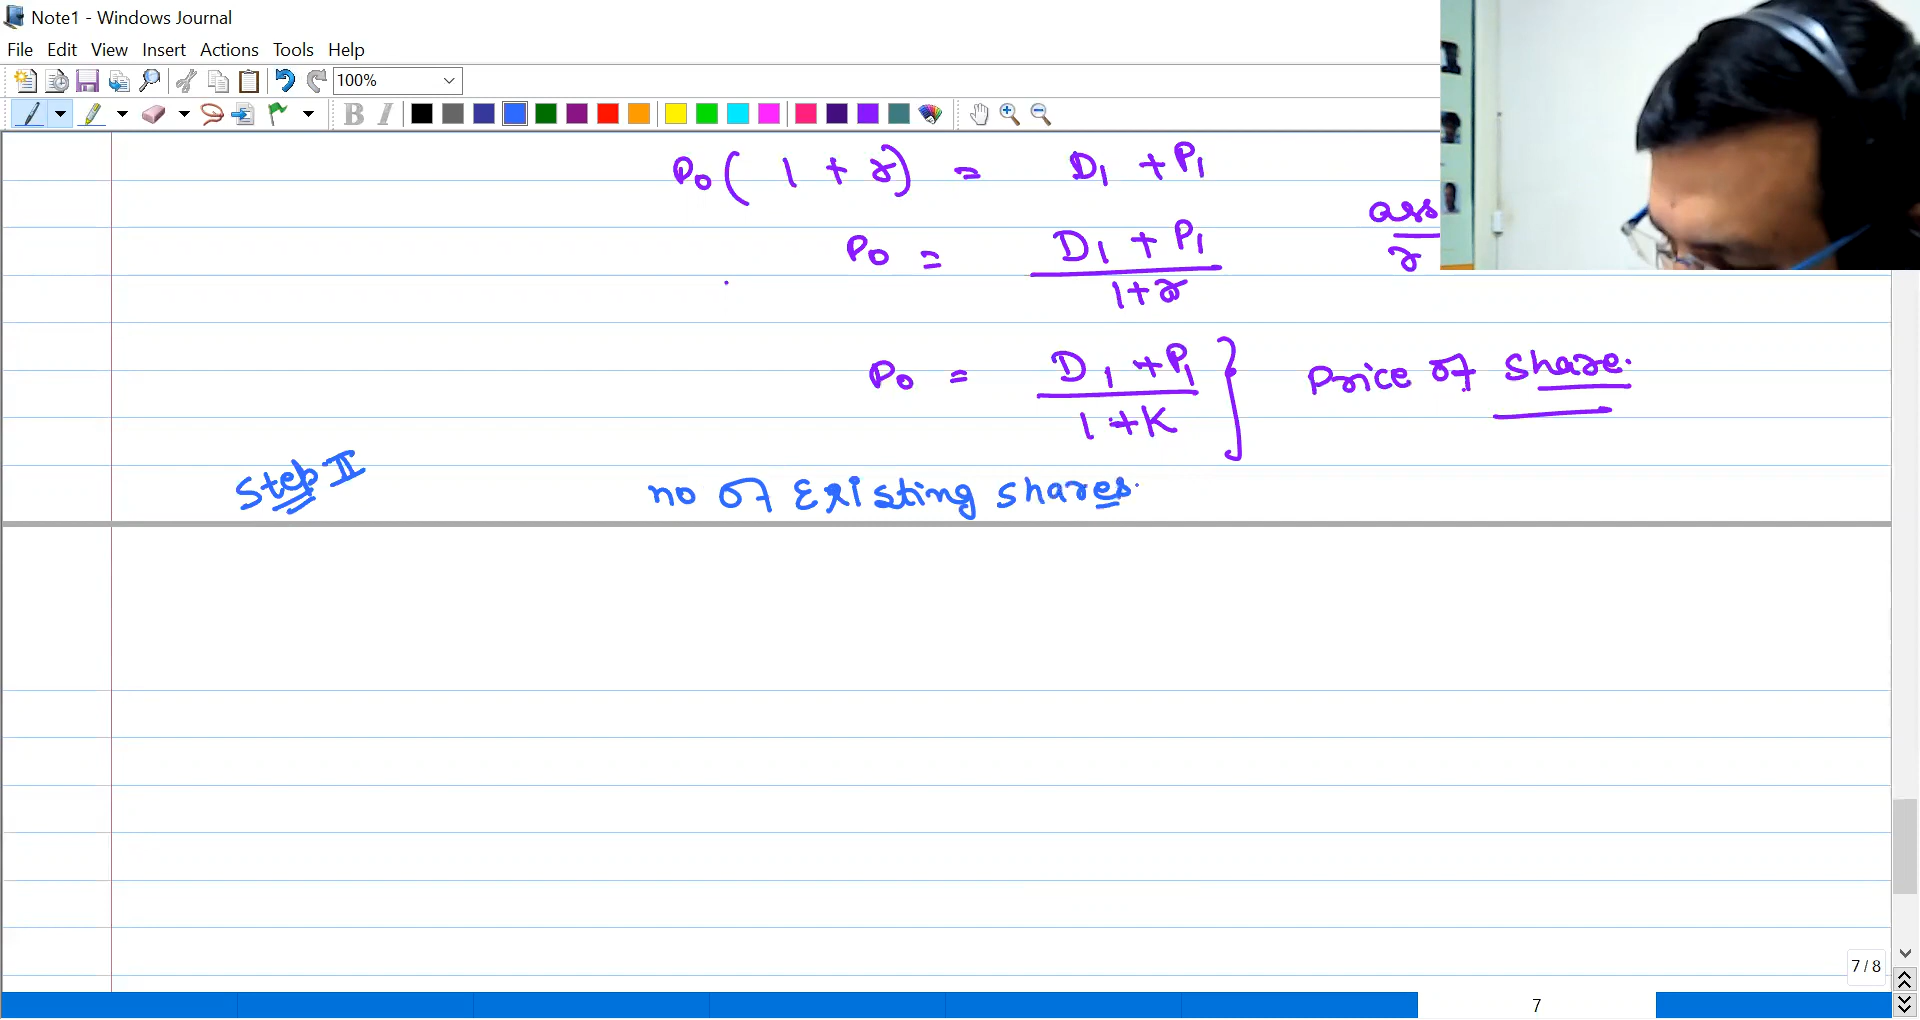 Note1 - Windows Journal
File Edit View Insert Actions Tools Help
100%
B I
P0 ( 1 + r ) = D1 + P1
ass
P0 = D1 + P1
1 + r
r
P0 = D1 + P1
1 + K
Price of share.
Step II
no of Existing shares.
7 / 8
7